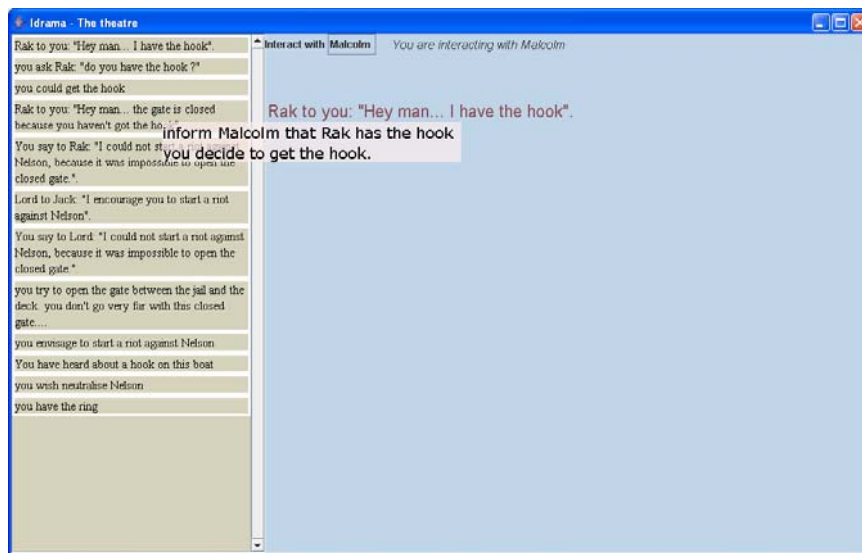 Idrama - The theatre
Rak to you: "Hey man... I have the hook".
you ask Rak: "do you have the hook ?"
you could get the hook
Rak to you: "Hey man... the gate is closed
because you haven't got the
You say to Rak: "I could not
Nelson, because it was impossible to open the
closed gate.".
Lord to Jack: "I encourage you to start a riot
against Nelson".
You say to Lord: "I could not start a riot against
Nelson, because it was impossible to open the
closed gate."
you try to open the gate between the jail and the
deck. you don't go very far with this closed
gate....
you envisage to start a riot against Nelson
You have heard about a hook on this boat
you wish neutralise Nelson
you have the ring
Interact with Malcolm You are interacting with Malcolm
Rak to you: "Hey man... I have the hook".
inform Malcolm that Rak has the hook
you decide to get the hook.